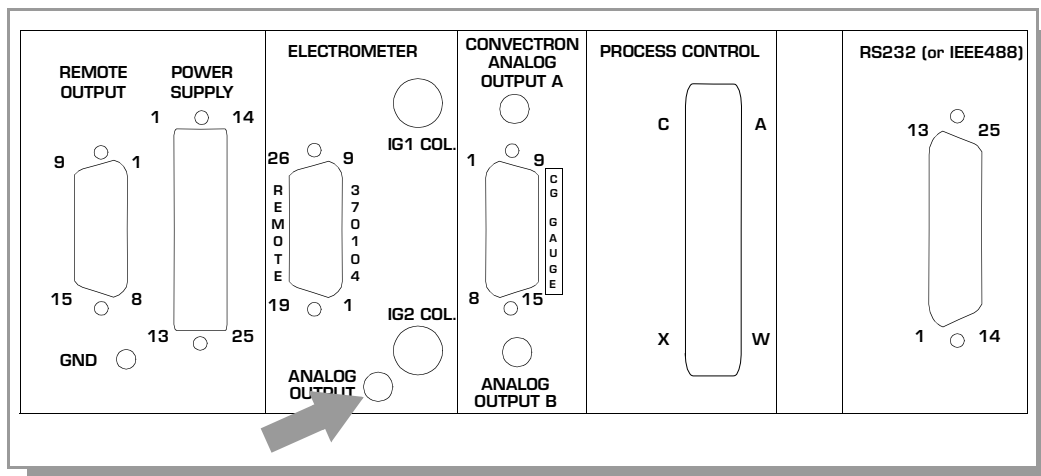 REMOTE
OUTPUT
POWER
SUPPLY
1 14
9 1
15 8
13 25
GND
ELECTROMETER
IG1 COL.
26 9
REMOTE
370104
19 1
IG2 COL.
ANALOG
OUTPUT
CONVECTRON
ANALOG
OUTPUT A
1 9
CG GAUGE
8 15
ANALOG
OUTPUT B
PROCESS CONTROL
C A
X W
RS232 (or IEEE488)
13 25
1 14